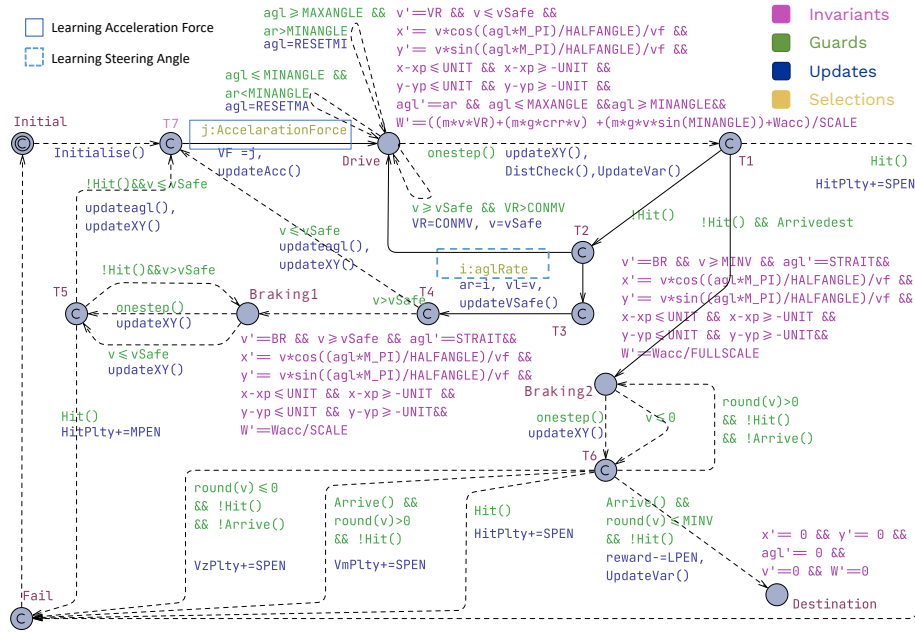 Learning Acceleration Force
Learning Steering Angle
agl⩾MAXANGLE &&
ar>MINANGLE
agl=RESETMI
agl⩽MINANGLE &&
ar<MINANGLE
agl=RESETMA
v'==VR && v⩽vSafe &&
x'== v*cos((agl*M_PI)/HALFANGLE)/vf &&
y'== v*sin((agl*M_PI)/HALFANGLE)/vf &&
x-xp⩽UNIT && x-xp⩾-UNIT &&
y-yp⩽UNIT && y-yp⩾-UNIT &&
agl'==ar && agl⩽MAXANGLE &&agl⩾MINANGLE&&
W'==((m*v*VR)+(m*g*crr*v) +(m*g*v*sin(MINANGLE))+Wacc)/SCALE
Invariants
Guards
Updates
Selections
Initial
Initialise()
T7
j:AccelarationForce
VF =j,
updateAcc()
Drive
onestep()
updateXY(),
DistCheck(),UpdateVar()
T1
Hit()
HitPlty+=SPEN
!Hit()&&v⩽vSafe
updateagl(),
updateXY()
v⩾vSafe && VR>CONMV
VR=CONMV, v=vSafe
!Hit()
!Hit() && Arrivedest
v⩽vSafe
updateagl(),
updateXY()
T2
i:aglRate
ar=i, vl=v,
updateVSafe()
T3
!Hit()&&v>vSafe
T5
onestep()
updateXY()
v⩽vSafe
updateXY()
Braking1
v>vSafe
T4
v'==BR && v⩾vSafe && agl'==STRAIT&&
x'== v*cos((agl*M_PI)/HALFANGLE)/vf &&
y'== v*sin((agl*M_PI)/HALFANGLE)/vf &&
x-xp⩽UNIT && x-xp⩾-UNIT &&
y-yp⩽UNIT && y-yp⩾-UNIT&&
W'==Wacc/SCALE
v'==BR && v⩾MINV && agl'==STRAIT&&
x'== v*cos((agl*M_PI)/HALFANGLE)/vf &&
y'== v*sin((agl*M_PI)/HALFANGLE)/vf &&
x-xp⩽UNIT && x-xp⩾-UNIT &&
y-yp⩽UNIT && y-yp⩾-UNIT&&
W'==Wacc/FULLSCALE
Braking2
onestep()
updateXY()
v⩽0
round(v)>0
&& !Hit()
&& !Arrive()
T6
Hit()
HitPlty+=MPEN
round(v)⩽0
&& !Hit()
&& !Arrive()
VzPlty+=SPEN
Arrive() &&
round(v)>0
&& !Hit()
VmPlty+=SPEN
Hit()
HitPlty+=SPEN
Arrive() &&
round(v)⩽MINV
&& !Hit()
reward-=LPEN,
UpdateVar()
x'== 0 && y'== 0 &&
agl'== 0 &&
v'==0 && W'==0
Destination
Fail